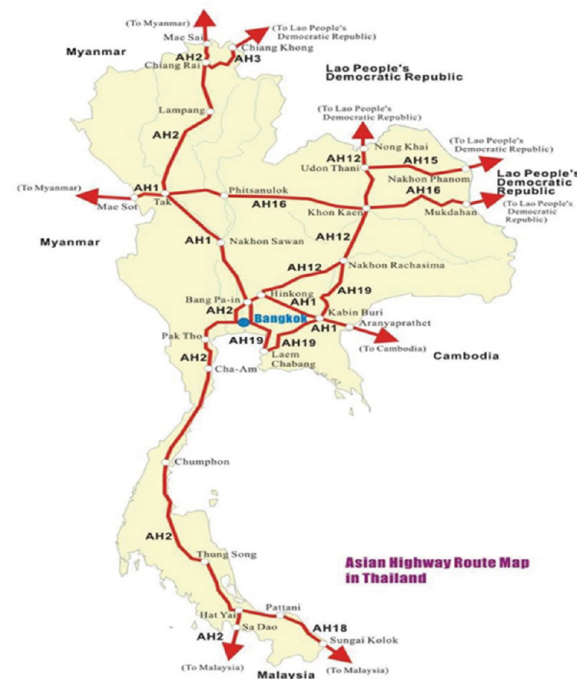 (To Myanmar)
Mae Sai
(To Lao People's
Democratic Republic)
Chiang Khong
Myanmar
AH2
AH3
Chiang Rai
Lao People's
Democratic Republic
Lampang
(To Lao People's
Democratic Republic)
AH2
Nong Khai
(To Lao People's
Democratic Republic)
AH12
AH15
Udon Thani
Nakhon Phanom
Lao People's
Democratic
Republic
(To Myanmar)
AH1
Phitsanulok
AH16
Mae Sot
Tak
AH16
Khon Kaen
Mukdahan
(To Lao People's
Democratic Republic)
Myanmar
AH1
Nakhon Sawan
AH12
AH12
Nakhon Rachasima
Hinkong
AH19
Bang Pa-in
AH1
AH2
Kabin Buri
Bangkok
AH1
Aranyaprathet
Pak Tho
AH19
AH19
(To Cambodia)
AH2
Laem
Chabang
Cambodia
Cha-Am
Chumphon
AH2
Thung Song
Asian Highway Route Map
in Thailand
Hat Yai
Pattani
AH2
Sa Dao
AH18
Sungai Kolok
(To Malaysia)
Malaysia
(To Malaysia)